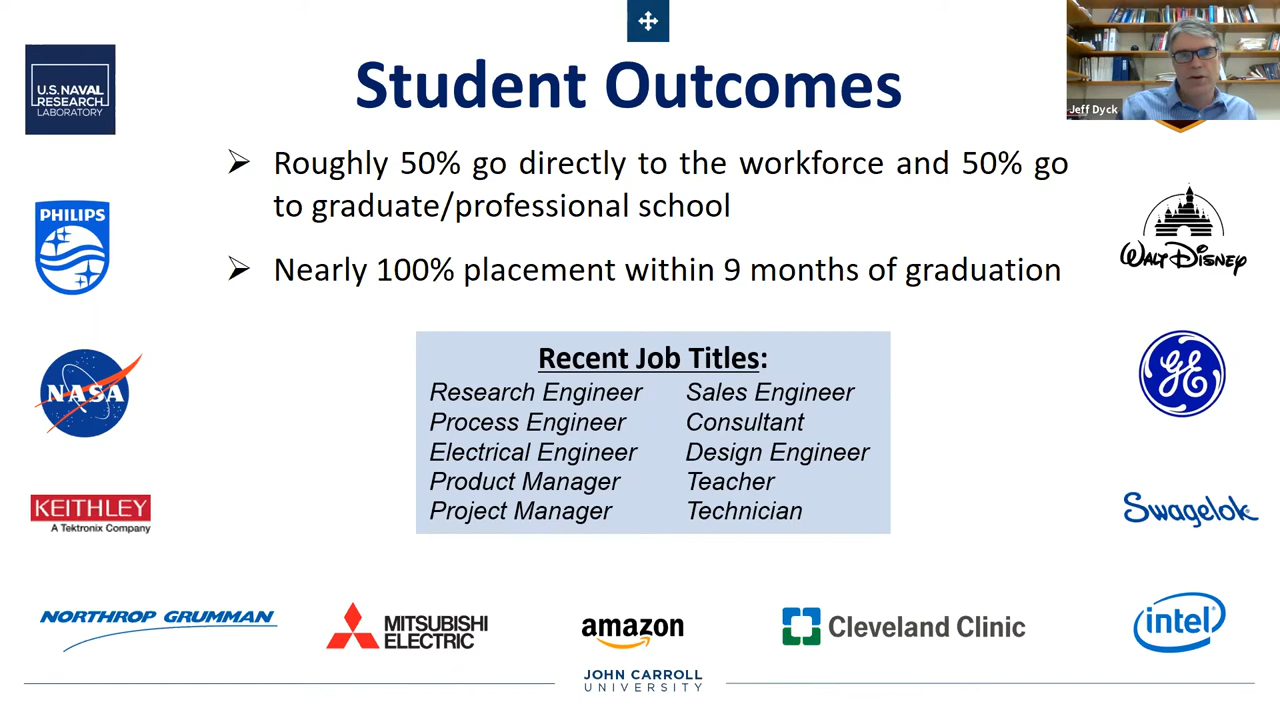 Student Outcomes
U.S. NAVAL
RESEARCH
LABORATORY
Jeff Dyck
➢ Roughly 50% go directly to the workforce and 50% go
to graduate/professional school
➢ Nearly 100% placement within 9 months of graduation
PHILIPS
WALT DISNEY
Recent Job Titles:
Research Engineer Sales Engineer
Process Engineer Consultant
Electrical Engineer Design Engineer
Product Manager Teacher
Project Manager Technician
NASA
GE
KEITHLEY
A Tektronix Company
Swagelok®
NORTHROP GRUMMAN
MITSUBISHI
ELECTRIC
amazon
Cleveland Clinic
intel®
JOHN CARROLL
UNIVERSITY